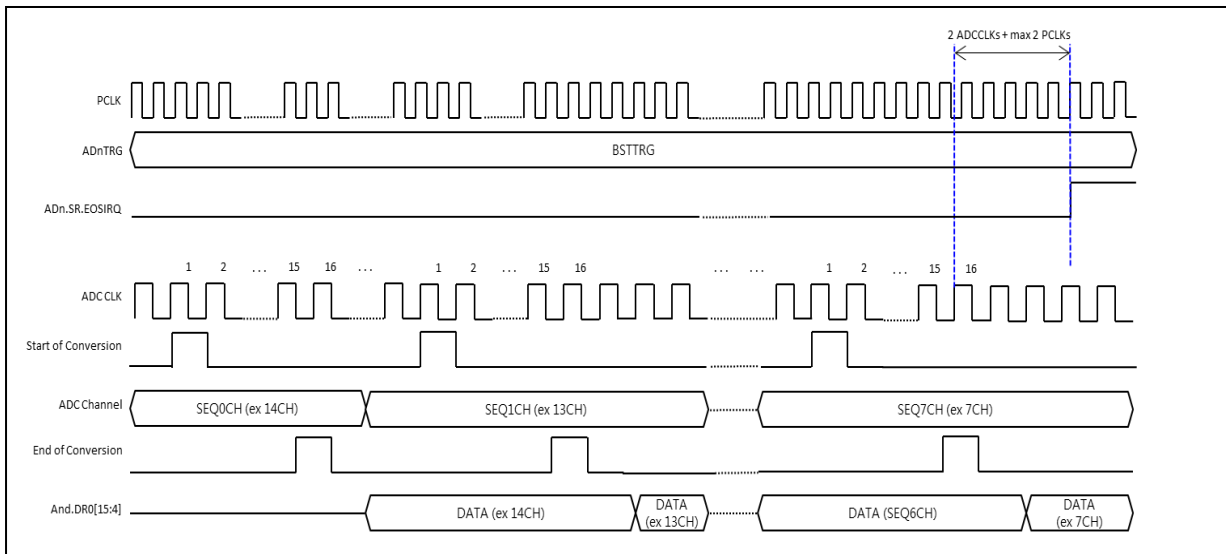 2 ADCCLKs + max 2 PCLKs
PCLK
ADnTRG
BSTTRG
ADn.SR.EOSIRQ
1 2 ... 15 16 ... 1 2 ... 15 16 ... ... 1 2 ... 15 16
ADC CLK
Start of Conversion
ADC Channel
SEQ0CH (ex 14CH)
SEQ1CH (ex 13CH)
SEQ7CH (ex 7CH)
End of Conversion
And.DR0[15:4]
DATA (ex 14CH)
DATA
(ex 13CH)
DATA (SEQ6CH)
DATA
(ex 7CH)